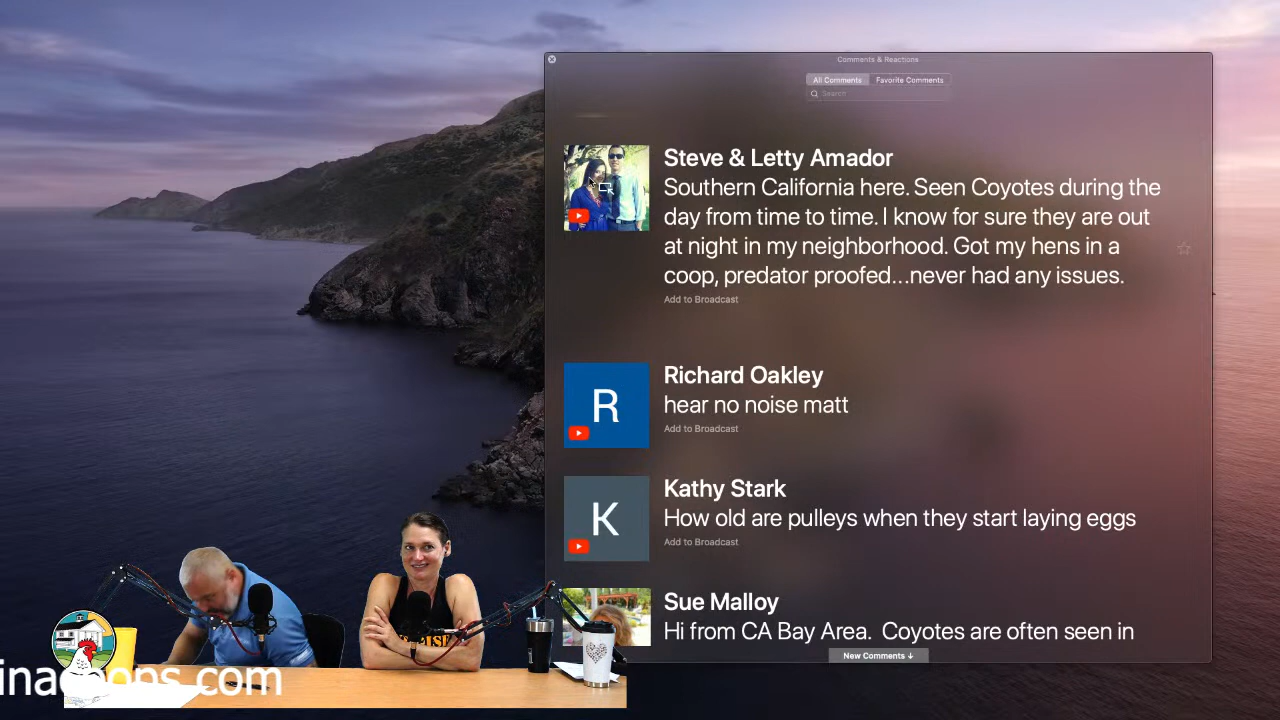 Comments & Reactions
All Comments
Favorite Comments
Search
Steve & Letty Amador
Southern California here. Seen Coyotes during the
day from time to time. I know for sure they are out
at night in my neighborhood. Got my hens in a
coop, predator proofed...never had any issues.
Add to Broadcast
Richard Oakley
hear no noise matt
Add to Broadcast
R
Kathy Stark
How old are pulleys when they start laying eggs
Add to Broadcast
K
Sue Malloy
Hi from CA Bay Area. Coyotes are often seen in
New Comments ↓